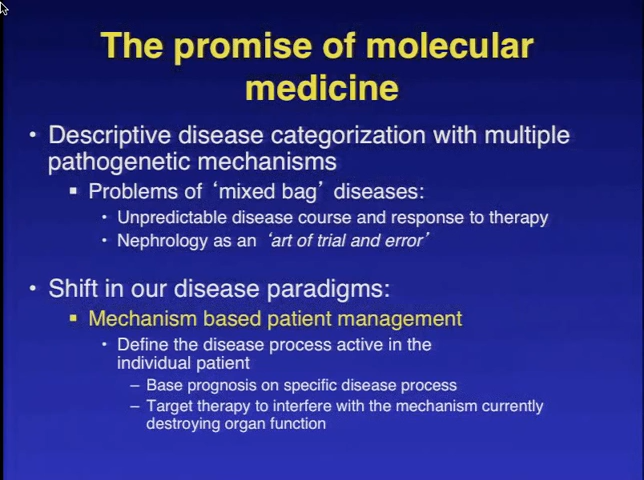 The promise of molecular
medicine
• Descriptive disease categorization with multiple
pathogenetic mechanisms
▪ Problems of ‘mixed bag’ diseases:
• Unpredictable disease course and response to therapy
• Nephrology as an ‘art of trial and error’
• Shift in our disease paradigms:
▪ Mechanism based patient management
• Define the disease process active in the
individual patient
– Base prognosis on specific disease process
– Target therapy to interfere with the mechanism currently
destroying organ function